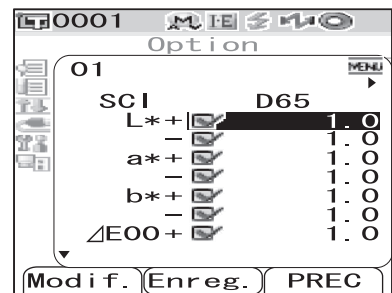 0001 M I·E
Option
01 MENU
SCI D65
L*+ 1.0
− 1.0
a*+ 1.0
− 1.0
b*+ 1.0
− 1.0
⊿E00+ 1.0
Modif. Enreg. PREC